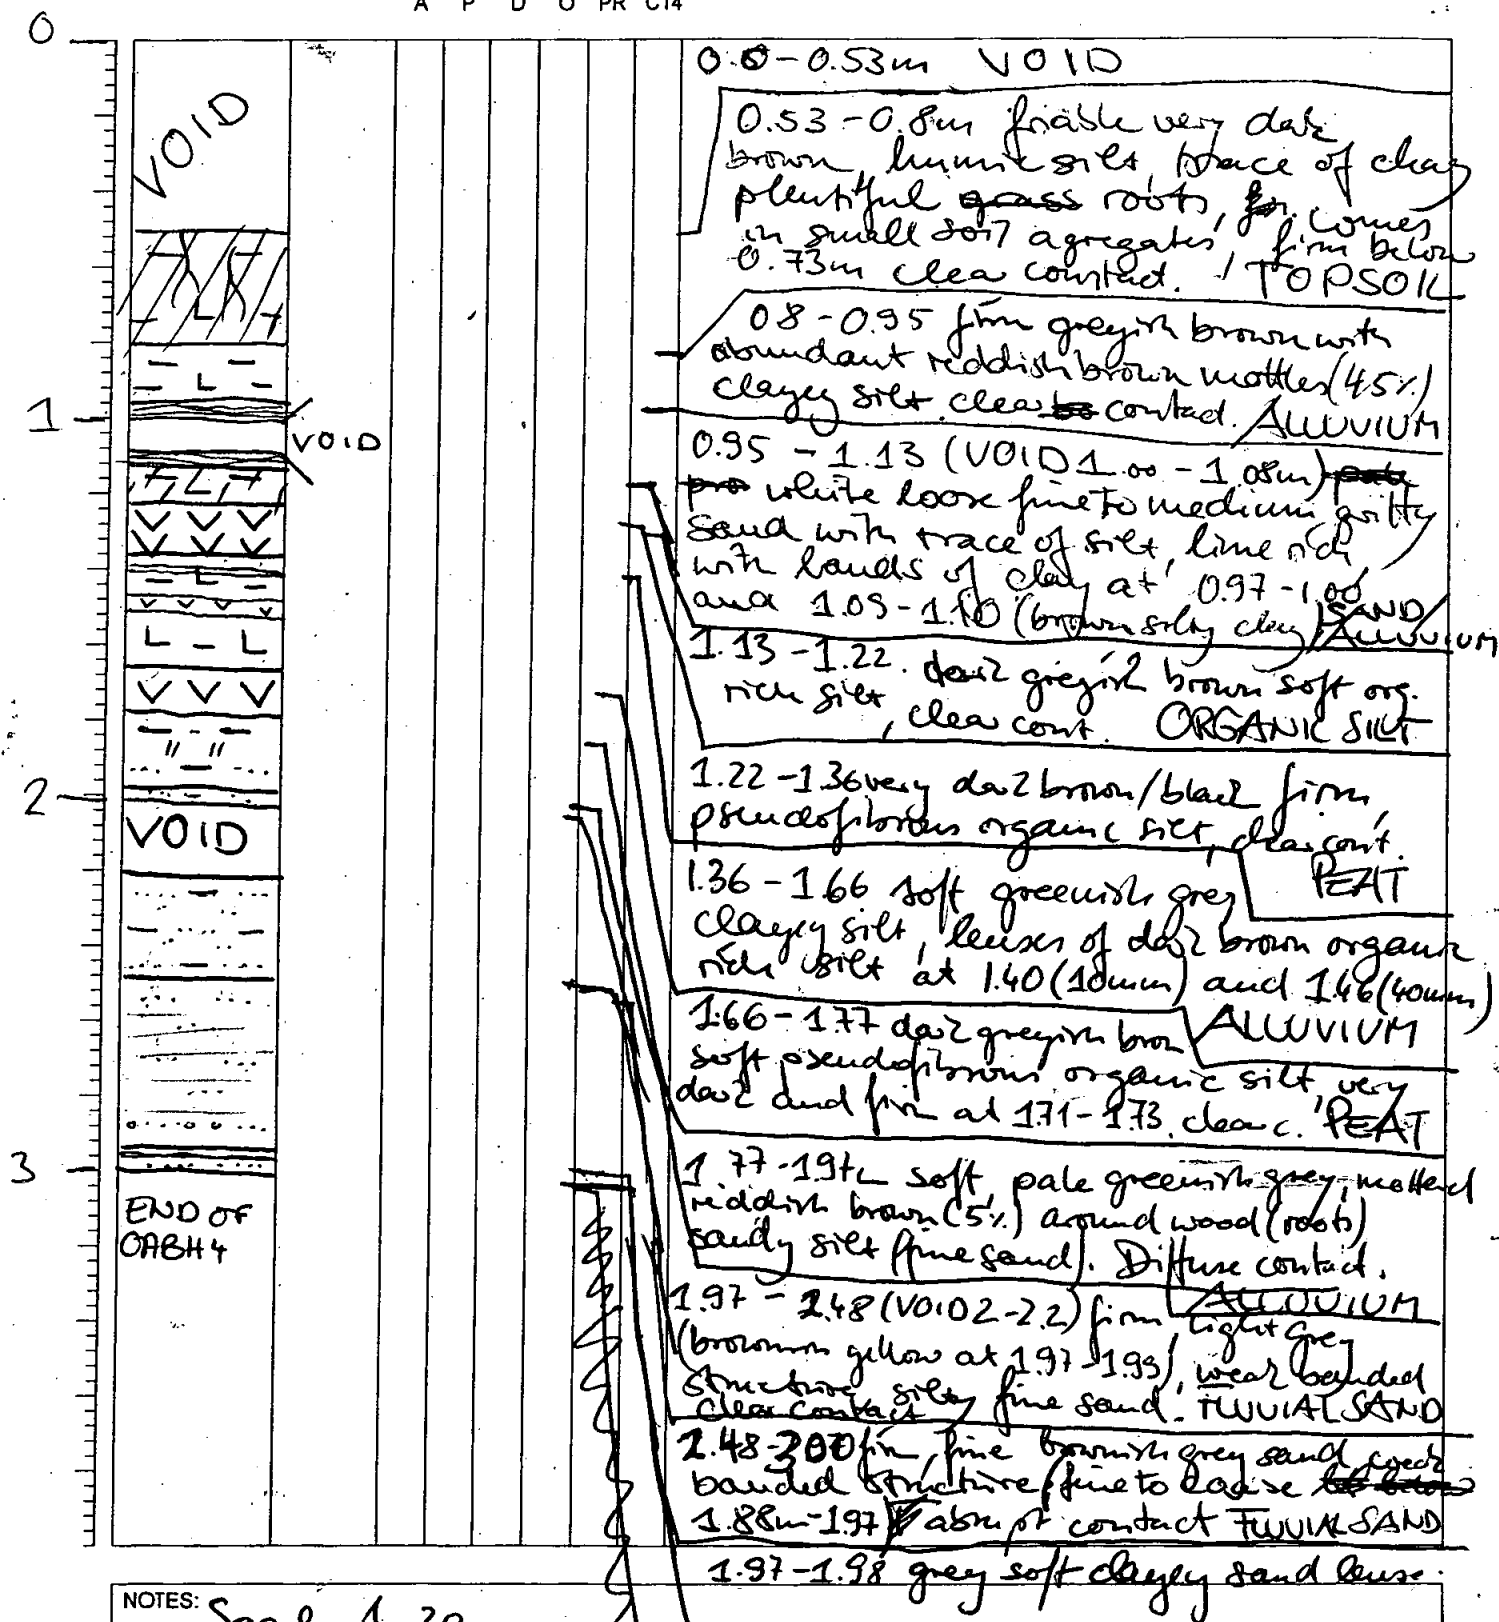 A P D O PR C14
0
VOID
1
VOID
2
VOID
3
END OF
OABH4
0.0-0.53m VOID
0.53-0.8m friable very dark
brown, humic silt, trace of clay
plentiful grass roots, comes
in small soil agregates, firm below
0.73m clear contact. TOPSOIL
0.8-0.95 firm greyish brown with
abundant reddish brown mottles (45%)
clayey silt. clear contact. ALLUVIUM
0.95 - 1.13 (VOID 1.00 - 1.08m)
white loose fine to medium gritty
sand with trace of silt, lime rich,
with bands of clay at 0.97-1.00
and 1.09-1.10 (brown silty clay) SAND/
ALLUVIUM
1.13-1.22. dark greyish brown soft org.
rich silt, clear cont. ORGANIC SILT
1.22-1.36 very dark brown/black firm,
pseudofibrous organic silt, clear cont.
PEAT
1.36-1.66 soft greenish grey
clayey silt, lenses of dark brown organic
rich silt at 1.40 (10mm) and 1.46 (40mm)
ALLUVIUM
1.66-1.77 dark greyish bron
soft pseudofibrous organic silt, very
dark and firm at 1.71-1.73. clear c. PEAT
1.77-1.97 soft, pale greenish grey, mottled
reddish brown (5%) around wood (roots)
sandy silt (fine sand). Diffuse contact.
ALLUVIUM
1.97 - 2.48 (VOID 2-2.2) firm, light grey
(brownish yellow at 1.97-1.99), weak banded
structure, silty fine sand. FLUVIAL SAND
clear contact
2.48-3.00 firm, fine brownish grey sand, weak
banded structure (fine to coarse
1.88m-1.97 abrupt contact FLUVIAL SAND
1.97-1.98 grey soft clayey sand lense.
NOTES: